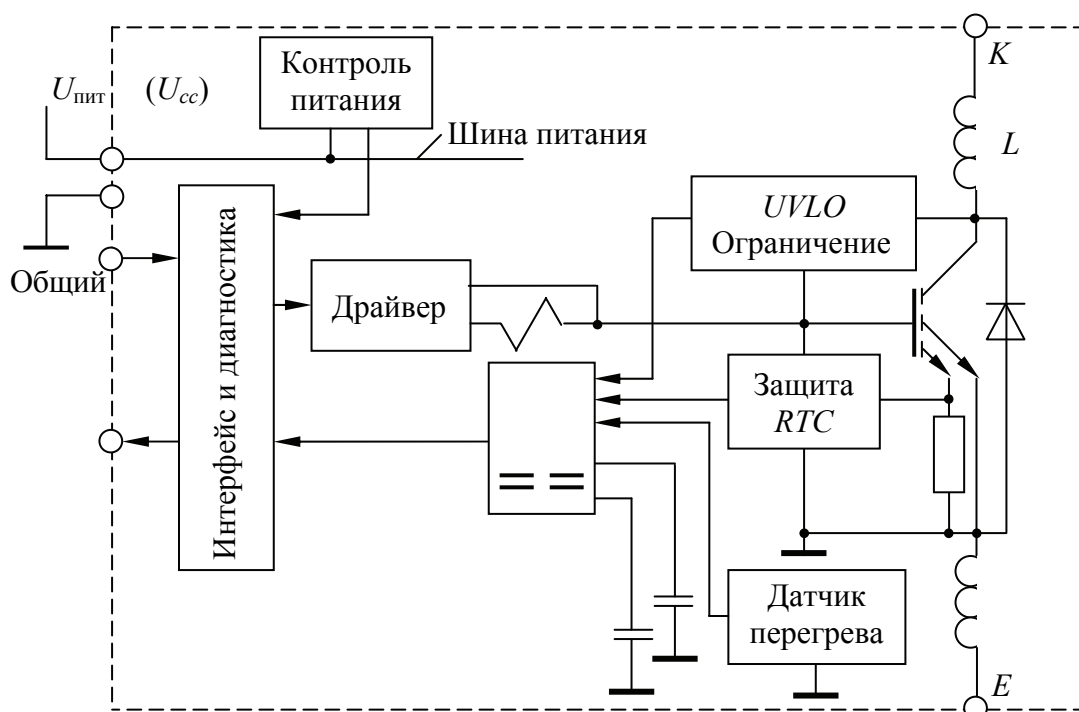 K
Контроль
питания
Uпит
(Ucc)
Шина питания
L
UVLO
Ограничение
Общий
Интерфейс и диагностика
Драйвер
Защита
RTC
Датчик
перегрева
E